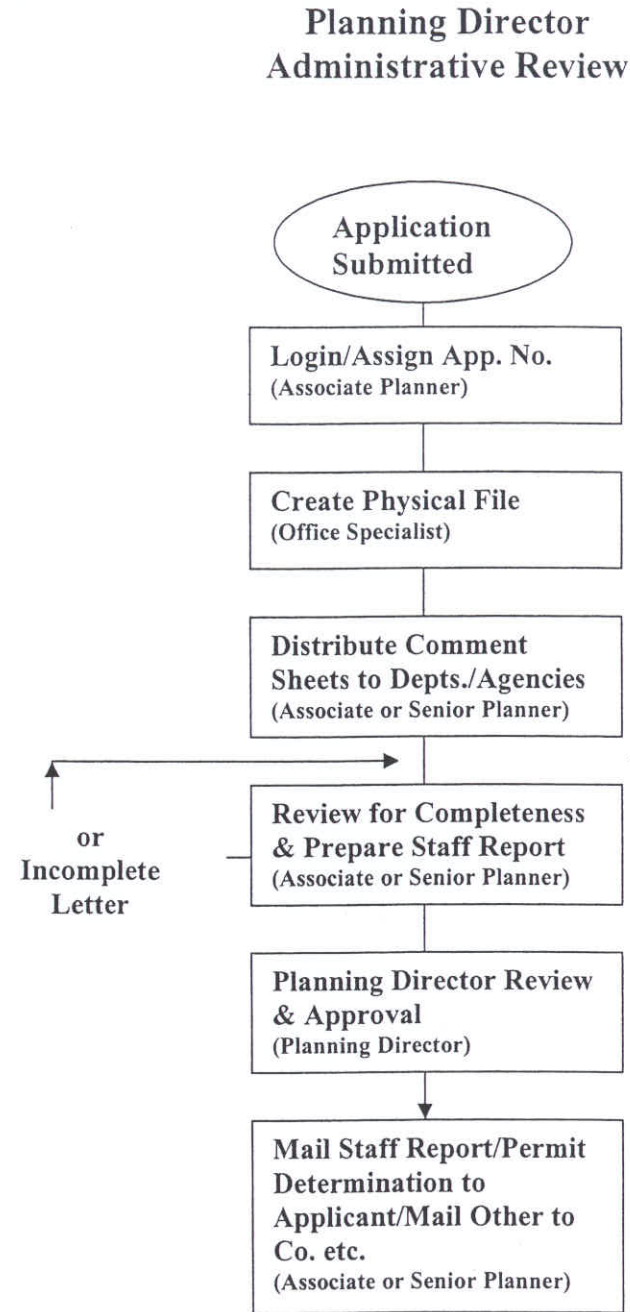 Planning Director
Administrative Review
Application
Submitted
Login/Assign App. No.
(Associate Planner)
Create Physical File
(Office Specialist)
Distribute Comment
Sheets to Depts./Agencies
(Associate or Senior Planner)
or
Incomplete
Letter
Review for Completeness
& Prepare Staff Report
(Associate or Senior Planner)
Planning Director Review
& Approval
(Planning Director)
Mail Staff Report/Permit
Determination to
Applicant/Mail Other to
Co. etc.
(Associate or Senior Planner)